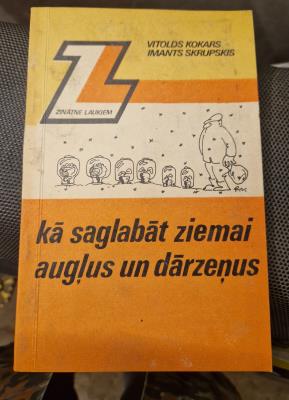 VITOLDS KOKARS
IMANTS SKRUPSKIS
ZINĀTNE LAUKIEM
kā saglabāt ziemai
augļus un dārzeņus